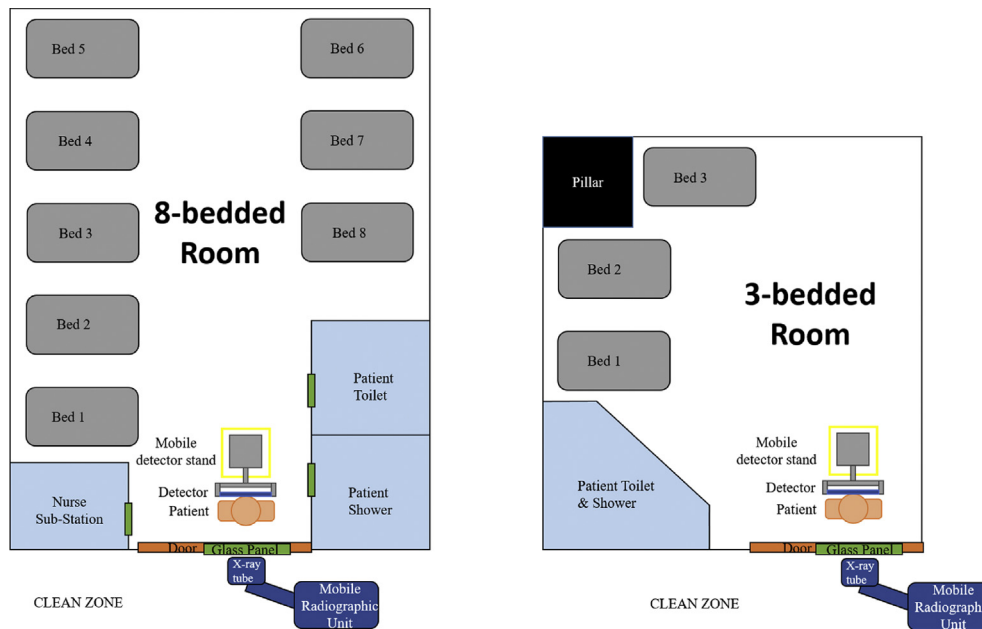 Bed 5
Bed 6
Bed 4
Bed 7
8-bedded
Room
Bed 3
Bed 8
Bed 2
Bed 1
Patient
Toilet
Mobile
detector stand
Detector
Patient
Nurse
Sub-Station
Patient
Shower
Door
Glass Panel
X-ray
tube
Mobile
Radiographic
Unit
CLEAN ZONE
Pillar
Bed 3
Bed 2
3-bedded
Room
Bed 1
Mobile
detector stand
Detector
Patient
Patient Toilet
& Shower
Door
Glass Panel
X-ray
tube
Mobile
Radiographic
Unit
CLEAN ZONE